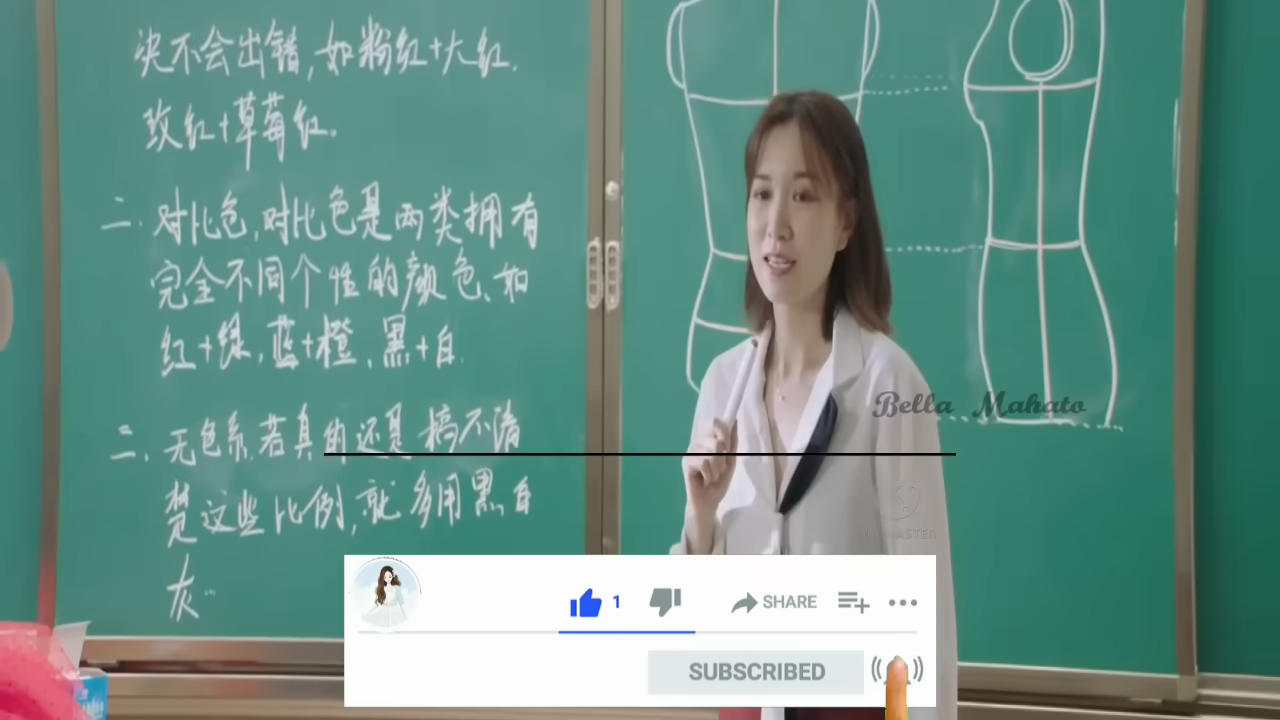 决不会出错,如粉红+大红.
玫红+草莓红.
二.对比色,对比色是两类拥有
完全不同个性的颜色、如
红+绿,蓝+橙、黑+白.
三.无色系若真的还是搞不清
楚这些比例,就多用黑白
灰…
Bella Mahato
1
SHARE
SUBSCRIBED